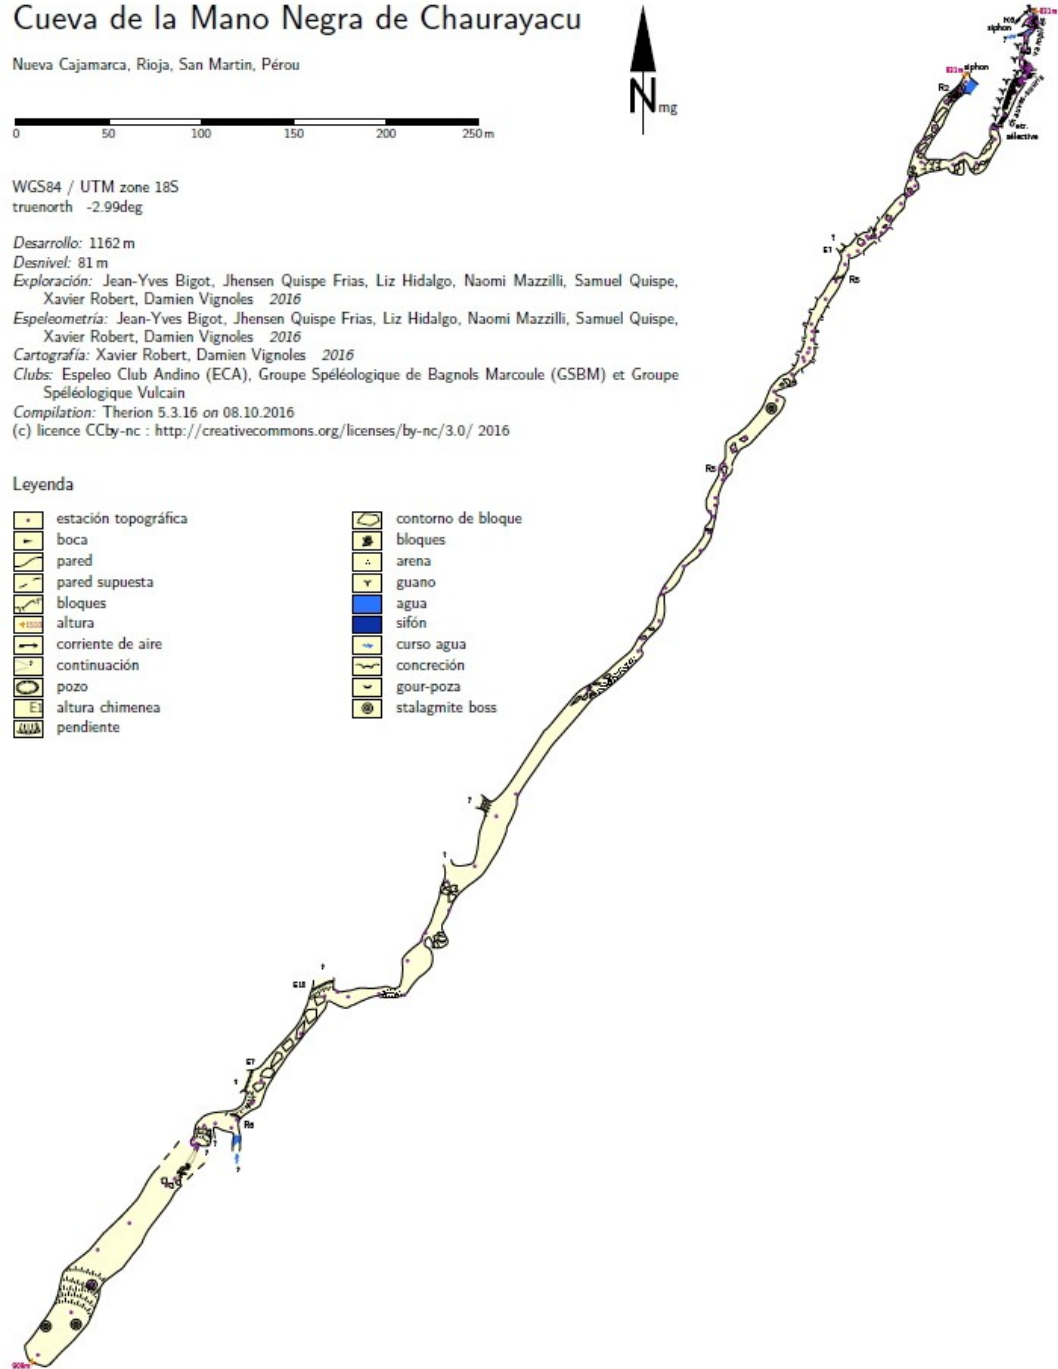 Cueva de la Mano Negra de Chaurayacu
Nueva Cajamarca, Rioja, San Martin, Pérou
0 50 100 150 200 250 m
N mg
WGS84 / UTM zone 18S
truenorth -2.99deg
Desarrollo: 1162 m
Desnivel: 81 m
Exploración: Jean-Yves Bigot, Jhensen Quispe Frias, Liz Hidalgo, Naomi Mazzilli, Samuel Quispe,
Xavier Robert, Damien Vignoles 2016
Espeleometría: Jean-Yves Bigot, Jhensen Quispe Frias, Liz Hidalgo, Naomi Mazzilli, Samuel Quispe,
Xavier Robert, Damien Vignoles 2016
Cartografía: Xavier Robert, Damien Vignoles 2016
Clubs: Espeleo Club Andino (ECA), Groupe Spéléologique de Bagnols Marcoule (GSBM) et Groupe
Spéléologique Vulcain
Compilation: Therion 5.3.16 on 08.10.2016
(c) licence CCby-nc : http://creativecommons.org/licenses/by-nc/3.0/ 2016
Leyenda
estación topográfica
boca
pared
pared supuesta
bloques
altura
corriente de aire
continuación
pozo
E1 altura chimenea
pendiente
contorno de bloque
bloques
arena
guano
agua
sifón
curso agua
concreción
gour-poza
stalagmite boss
siphon
siphon
R2
sélective
?
R5
R5
?
?
?
E10
E7
?
R6
?
?
?